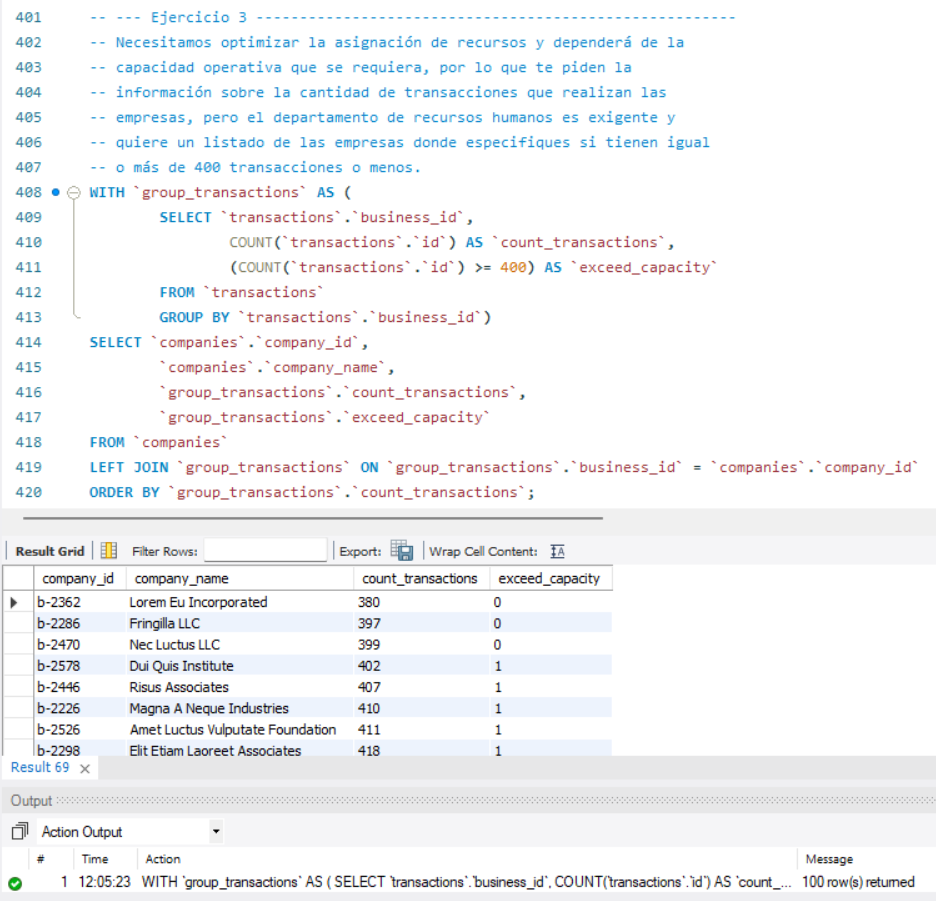 401 -- --- Ejercicio 3 -----------------------------------------------------
402 -- Necesitamos optimizar la asignación de recursos y dependerá de la
403 -- capacidad operativa que se requiera, por lo que te piden la
404 -- información sobre la cantidad de transacciones que realizan las
405 -- empresas, pero el departamento de recursos humanos es exigente y
406 -- quiere un listado de las empresas donde especifiques si tienen igual
407 -- o más de 400 transacciones o menos.
408 WITH `group_transactions` AS (
409 SELECT `transactions`.`business_id`,
410 COUNT(`transactions`.`id`) AS `count_transactions`,
411 (COUNT(`transactions`.`id`) >= 400) AS `exceed_capacity`
412 FROM `transactions`
413 GROUP BY `transactions`.`business_id`)
414 SELECT `companies`.`company_id`,
415 `companies`.`company_name`,
416 `group_transactions`.`count_transactions`,
417 `group_transactions`.`exceed_capacity`
418 FROM `companies`
419 LEFT JOIN `group_transactions` ON `group_transactions`.`business_id` = `companies`.`company_id`
420 ORDER BY `group_transactions`.`count_transactions`;
Result Grid Filter Rows: Export: Wrap Cell Content:
company_id company_name count_transactions exceed_capacity
b-2362 Lorem Eu Incorporated 380 0
b-2286 Fringilla LLC 397 0
b-2470 Nec Luctus LLC 399 0
b-2578 Dui Quis Institute 402 1
b-2446 Risus Associates 407 1
b-2226 Magna A Neque Industries 410 1
b-2526 Amet Luctus Vulputate Foundation 411 1
b-2298 Elit Etiam Laoreet Associates 418 1
Result 69
Output
Action Output
# Time Action Message
1 12:05:23 WITH `group_transactions` AS ( SELECT `transactions`.`business_id`, COUNT(`transactions`.`id`) AS `count_... 100 row(s) returned